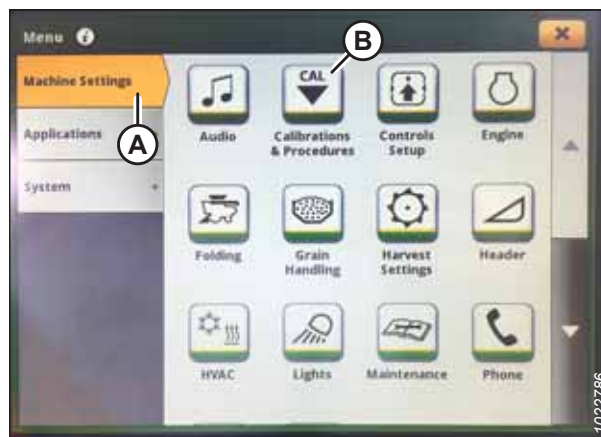 Menu i
B
Machine Settings
A
Applications
System
CAL
Audio
Calibrations
& Procedures
Controls
Setup
Engine
Folding
Grain
Handling
Harvest
Settings
Header
HVAC
Lights
Maintenance
Phone
1022786